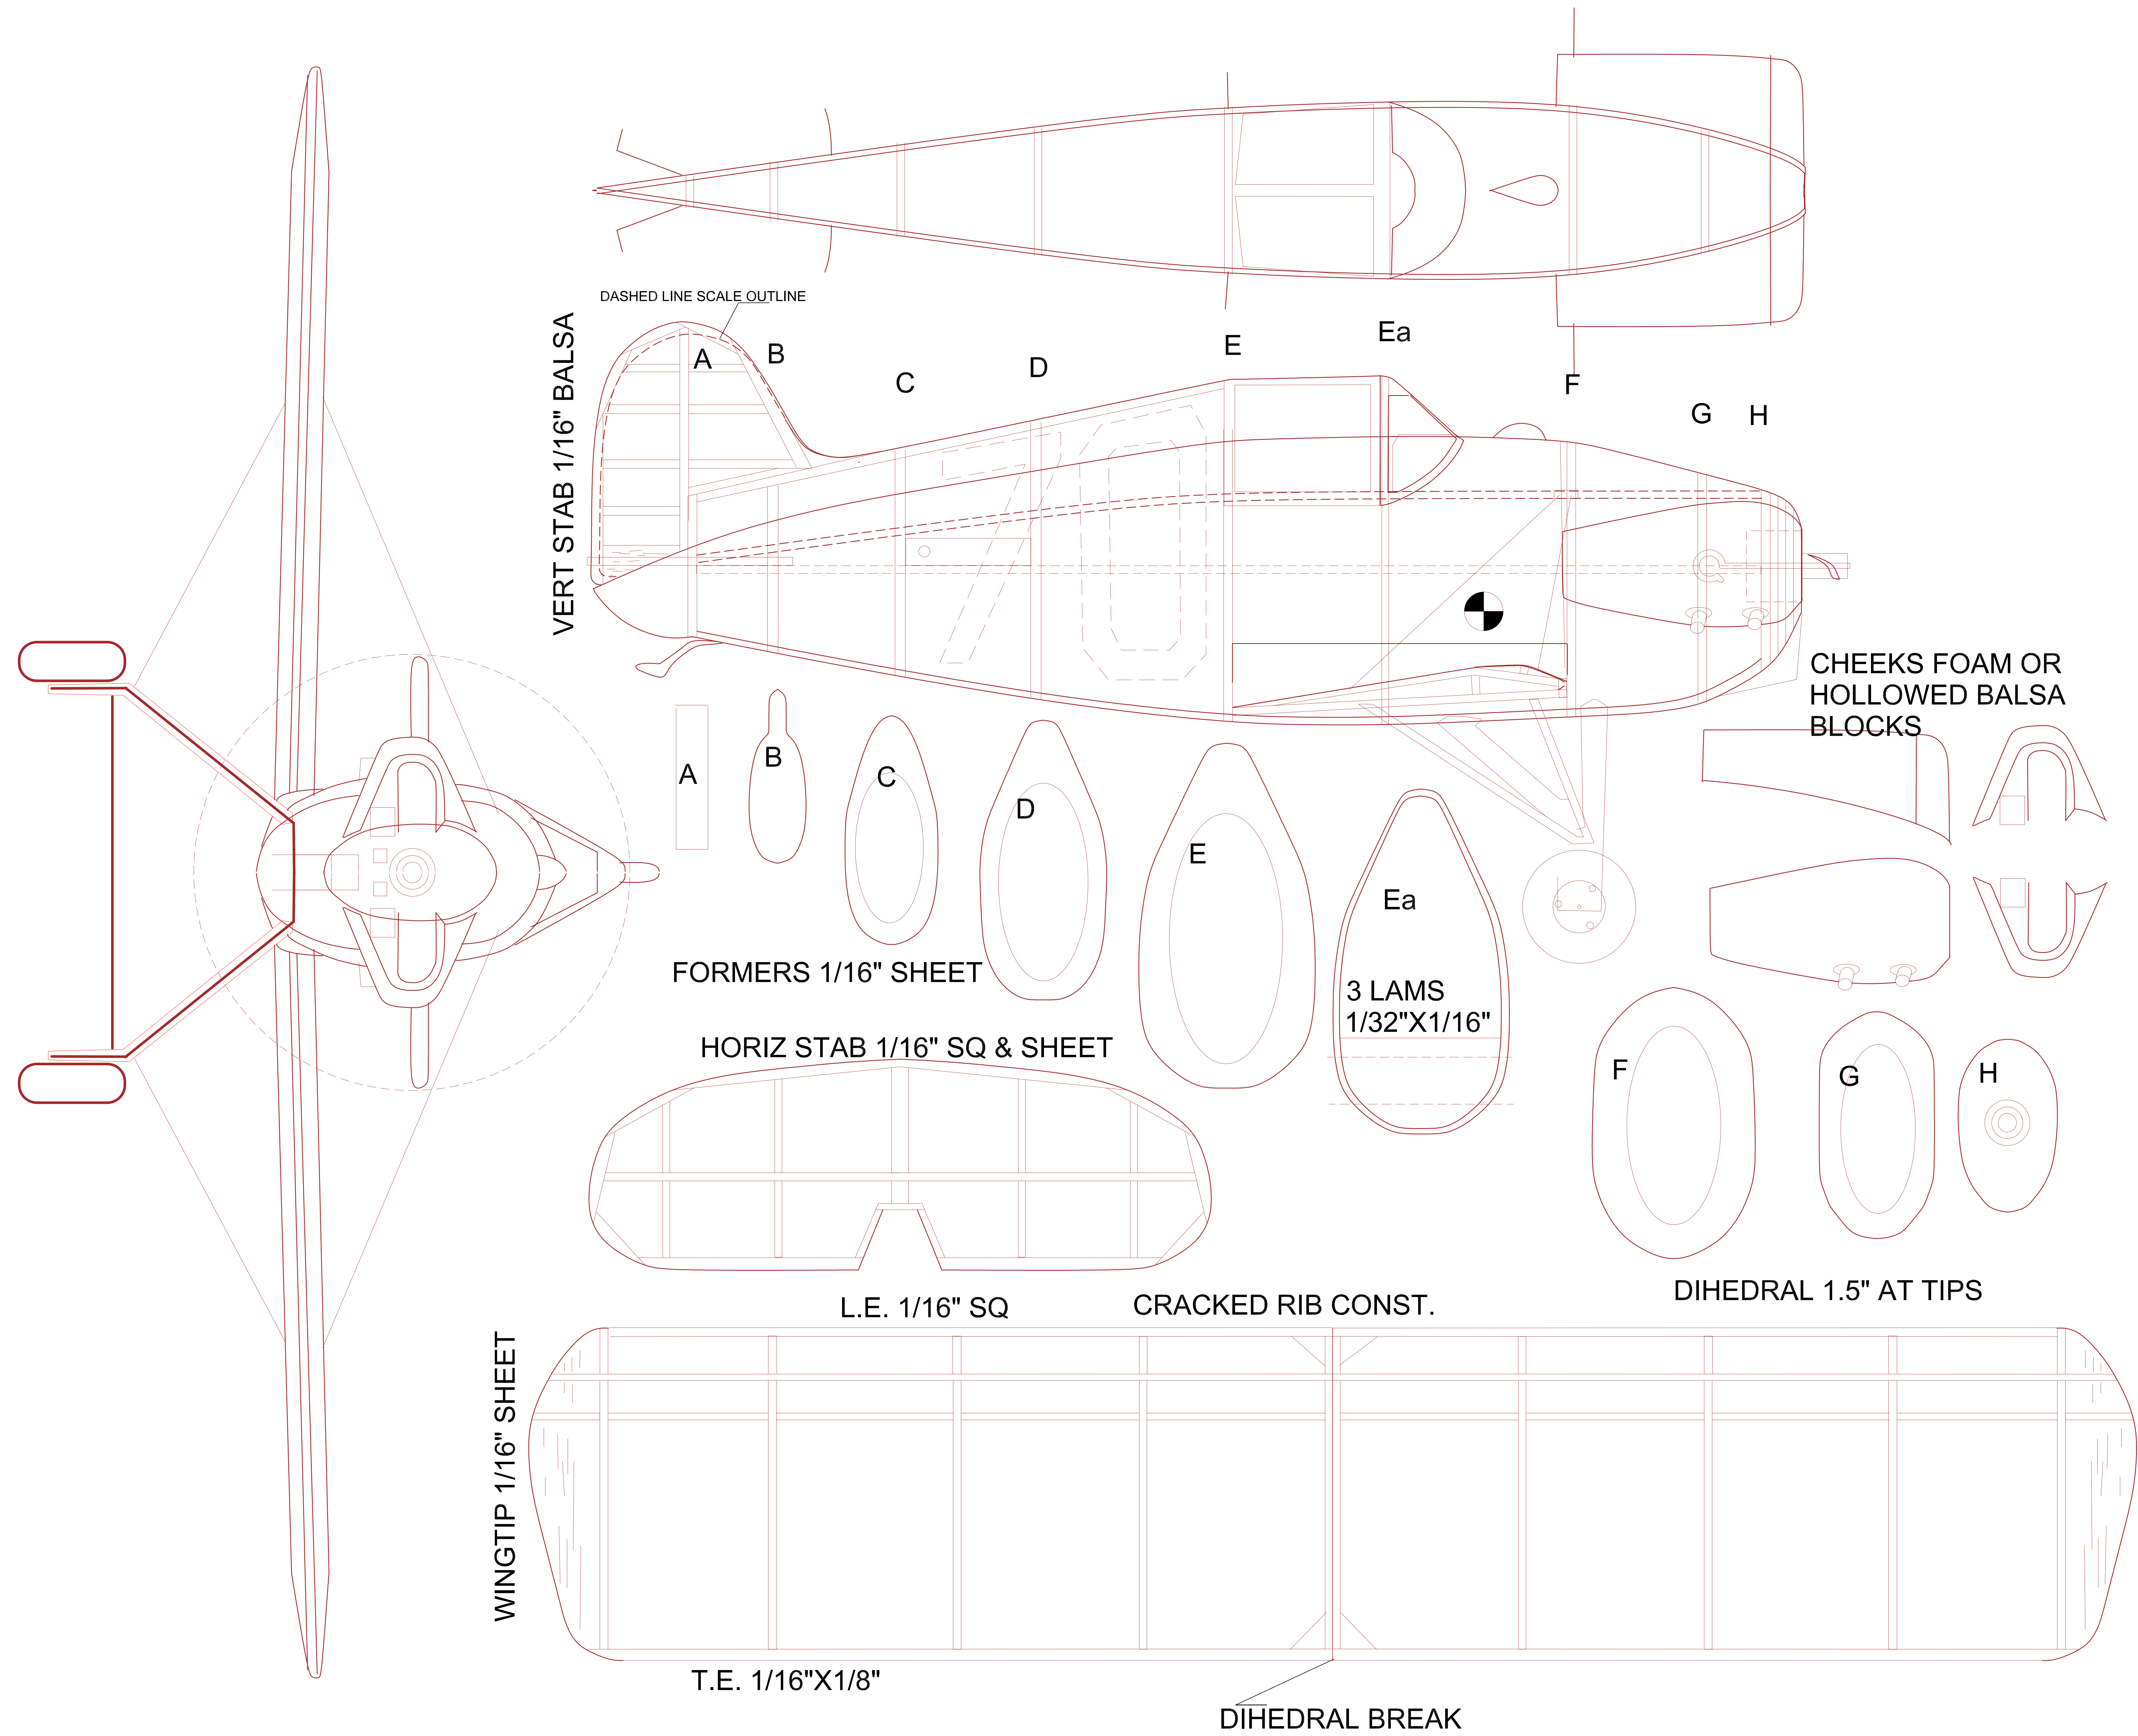 DASHED LINE SCALE OUTLINE
VERT STAB 1/16" BALSA
A
B
C
D
E
Ea
F
G
H
CHEEKS FOAM OR
HOLLOWED BALSA
BLOCKS
A
B
C
D
E
Ea
3 LAMS
1/32"X1/16"
FORMERS 1/16" SHEET
HORIZ STAB 1/16" SQ & SHEET
F
G
H
DIHEDRAL 1.5" AT TIPS
L.E. 1/16" SQ
CRACKED RIB CONST.
WINGTIP 1/16" SHEET
T.E. 1/16"X1/8"
DIHEDRAL BREAK
70